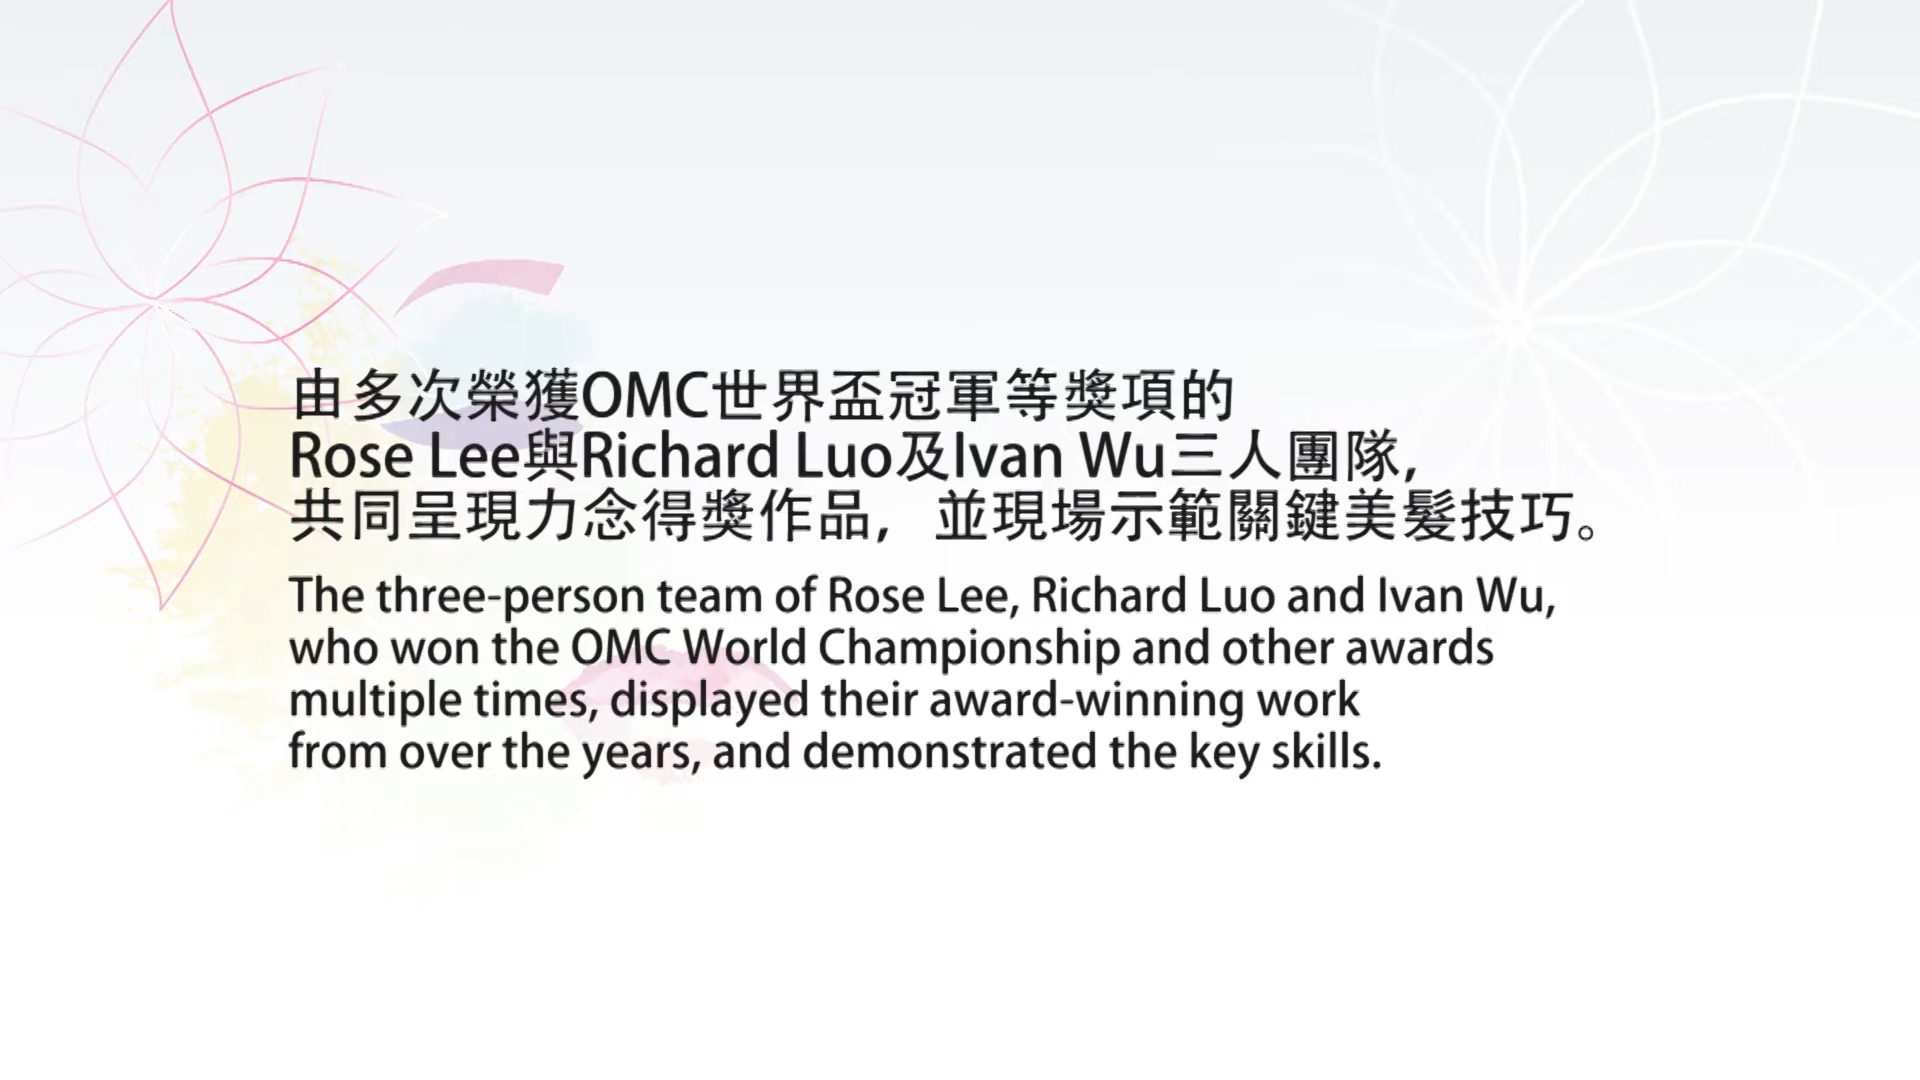 由多次榮獲OMC世界盃冠軍等獎項的
Rose Lee與Richard Luo及Ivan Wu三人團隊,
共同呈現力念得獎作品，並現場示範關鍵美髮技巧。
The three-person team of Rose Lee, Richard Luo and Ivan Wu,
who won the OMC World Championship and other awards
multiple times, displayed their award-winning work
from over the years, and demonstrated the key skills.